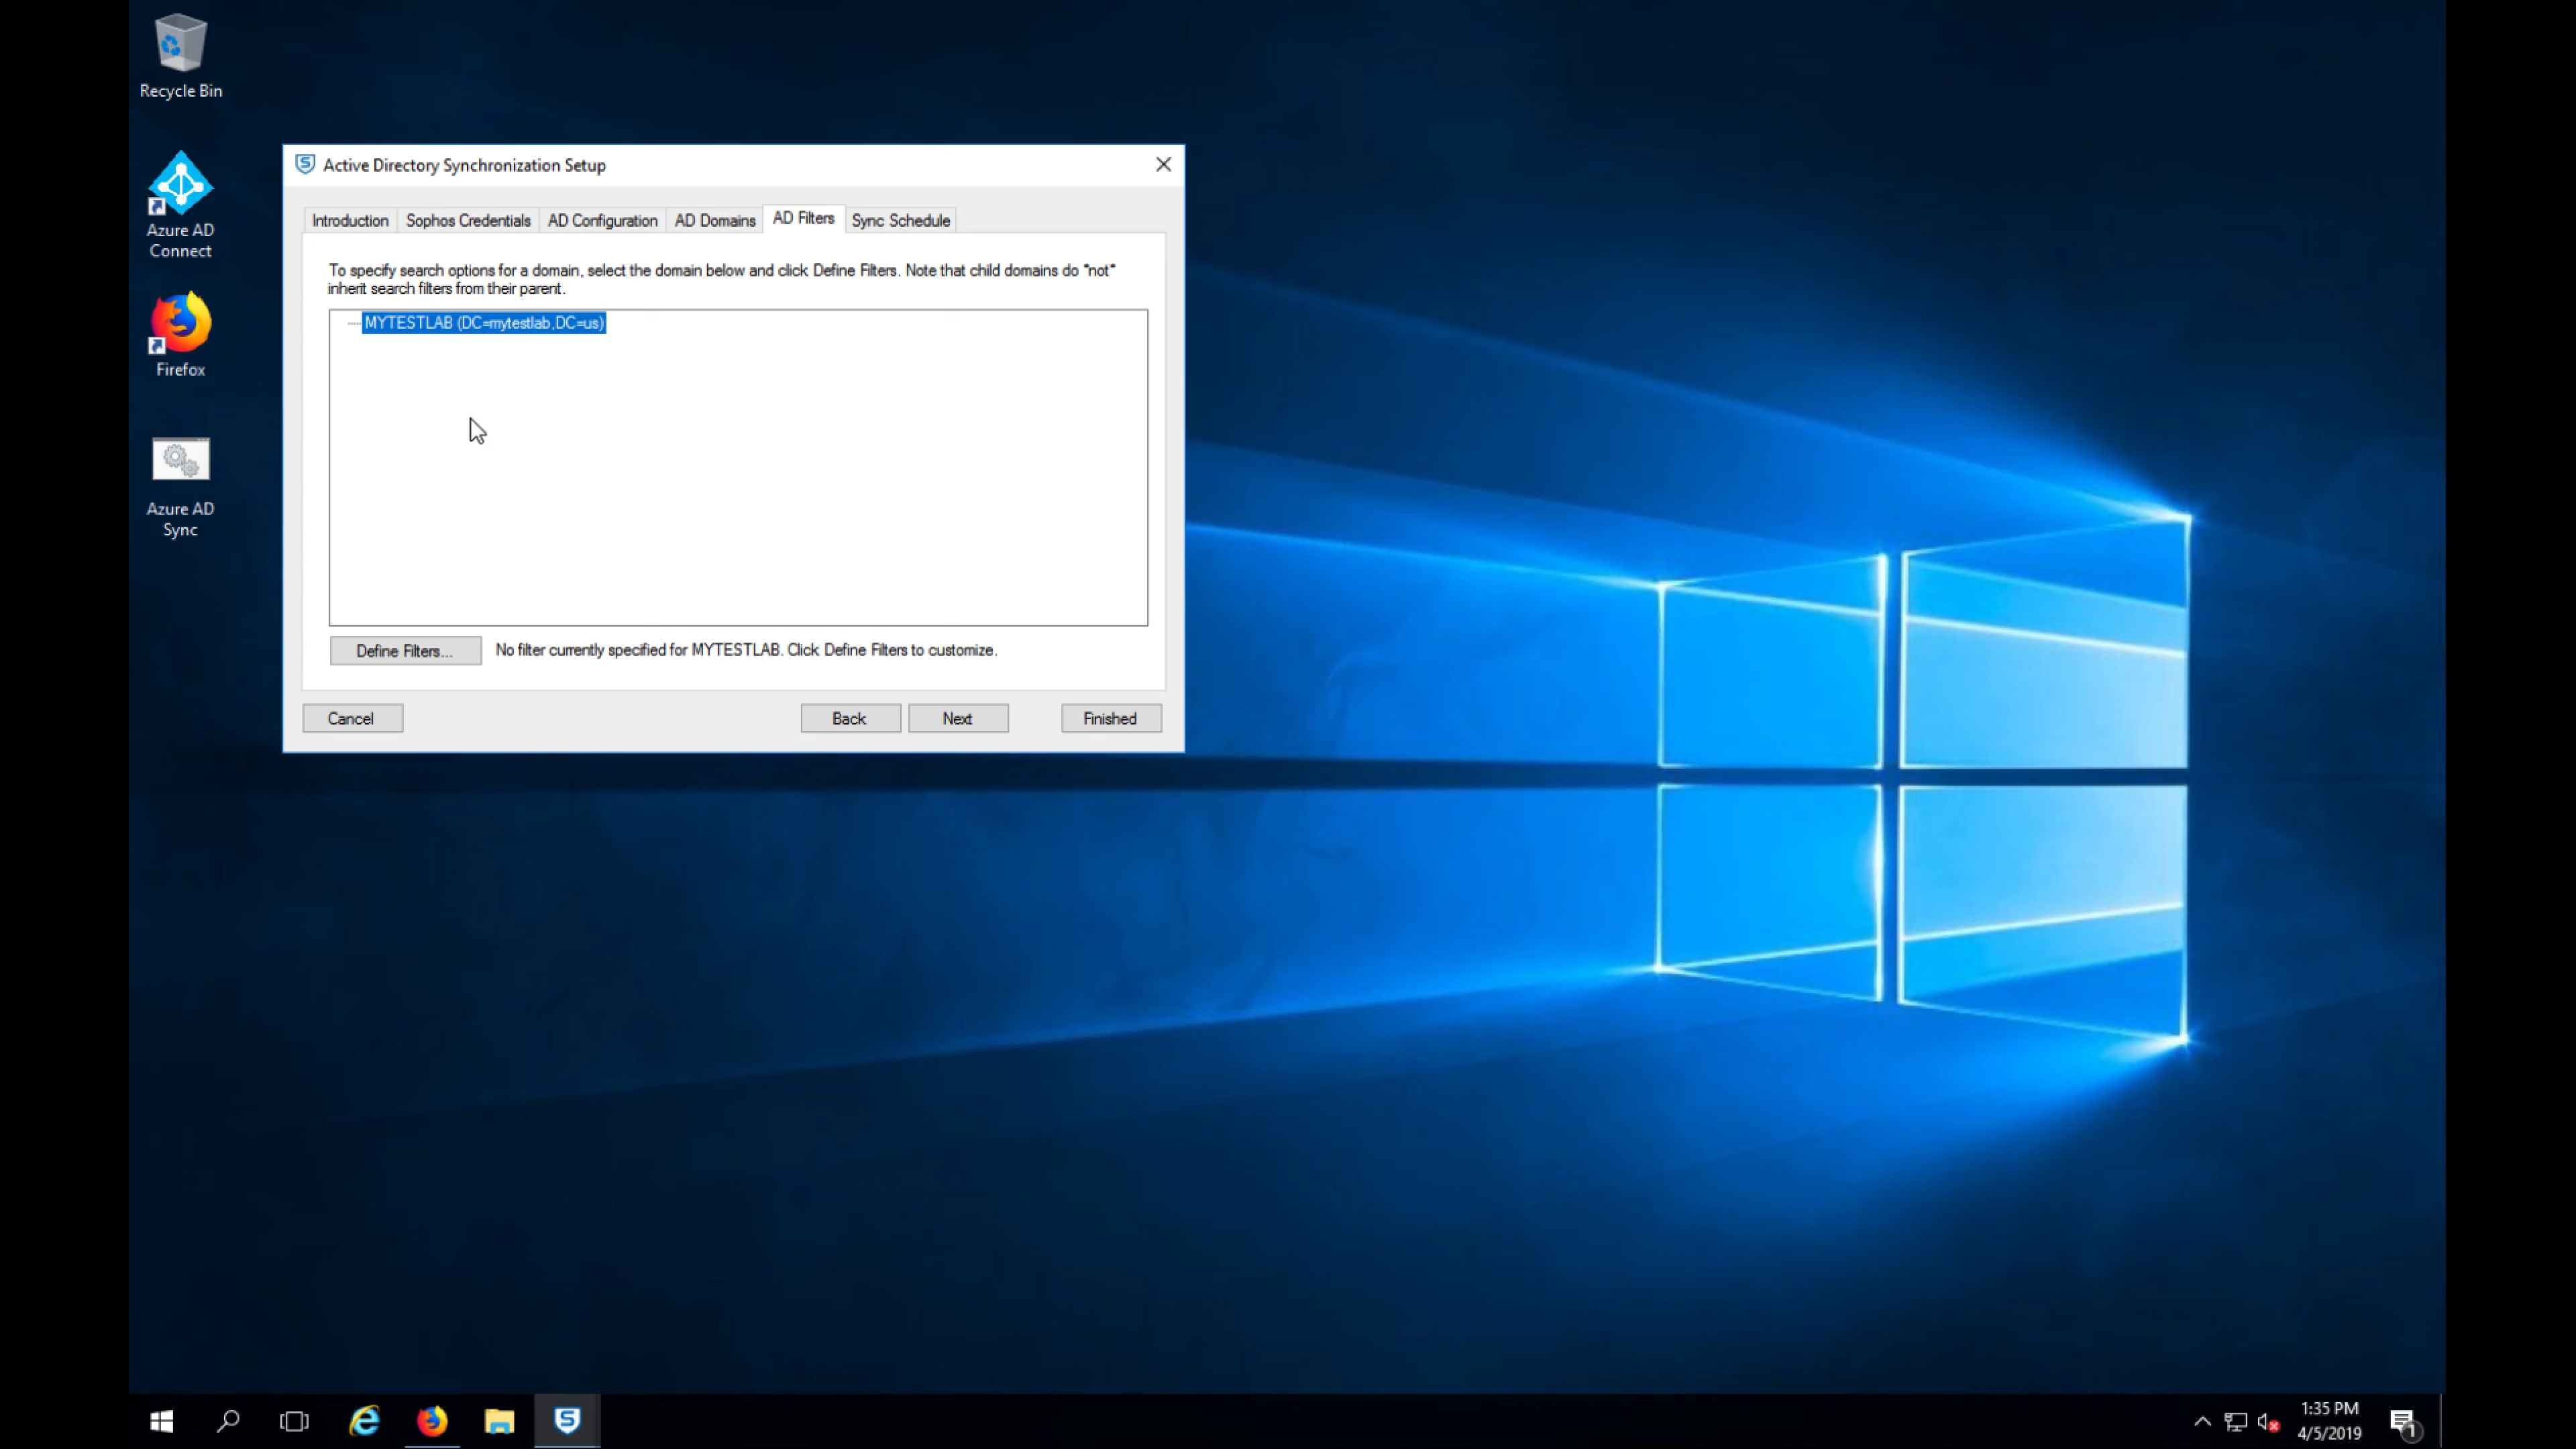 Recycle Bin
Azure AD
Connect
Firefox
Azure AD
Sync
Active Directory Synchronization Setup
Introduction Sophos Credentials AD Configuration AD Domains AD Filters Sync Schedule
To specify search options for a domain, select the domain below and click Define Filters. Note that child domains do *not*
inherit search filters from their parent.
MYTESTLAB (DC=mytestlab,DC=us)
Define Filters... No filter currently specified for MYTESTLAB. Click Define Filters to customize.
Cancel Back Next Finished
1:35 PM
4/5/2019
1